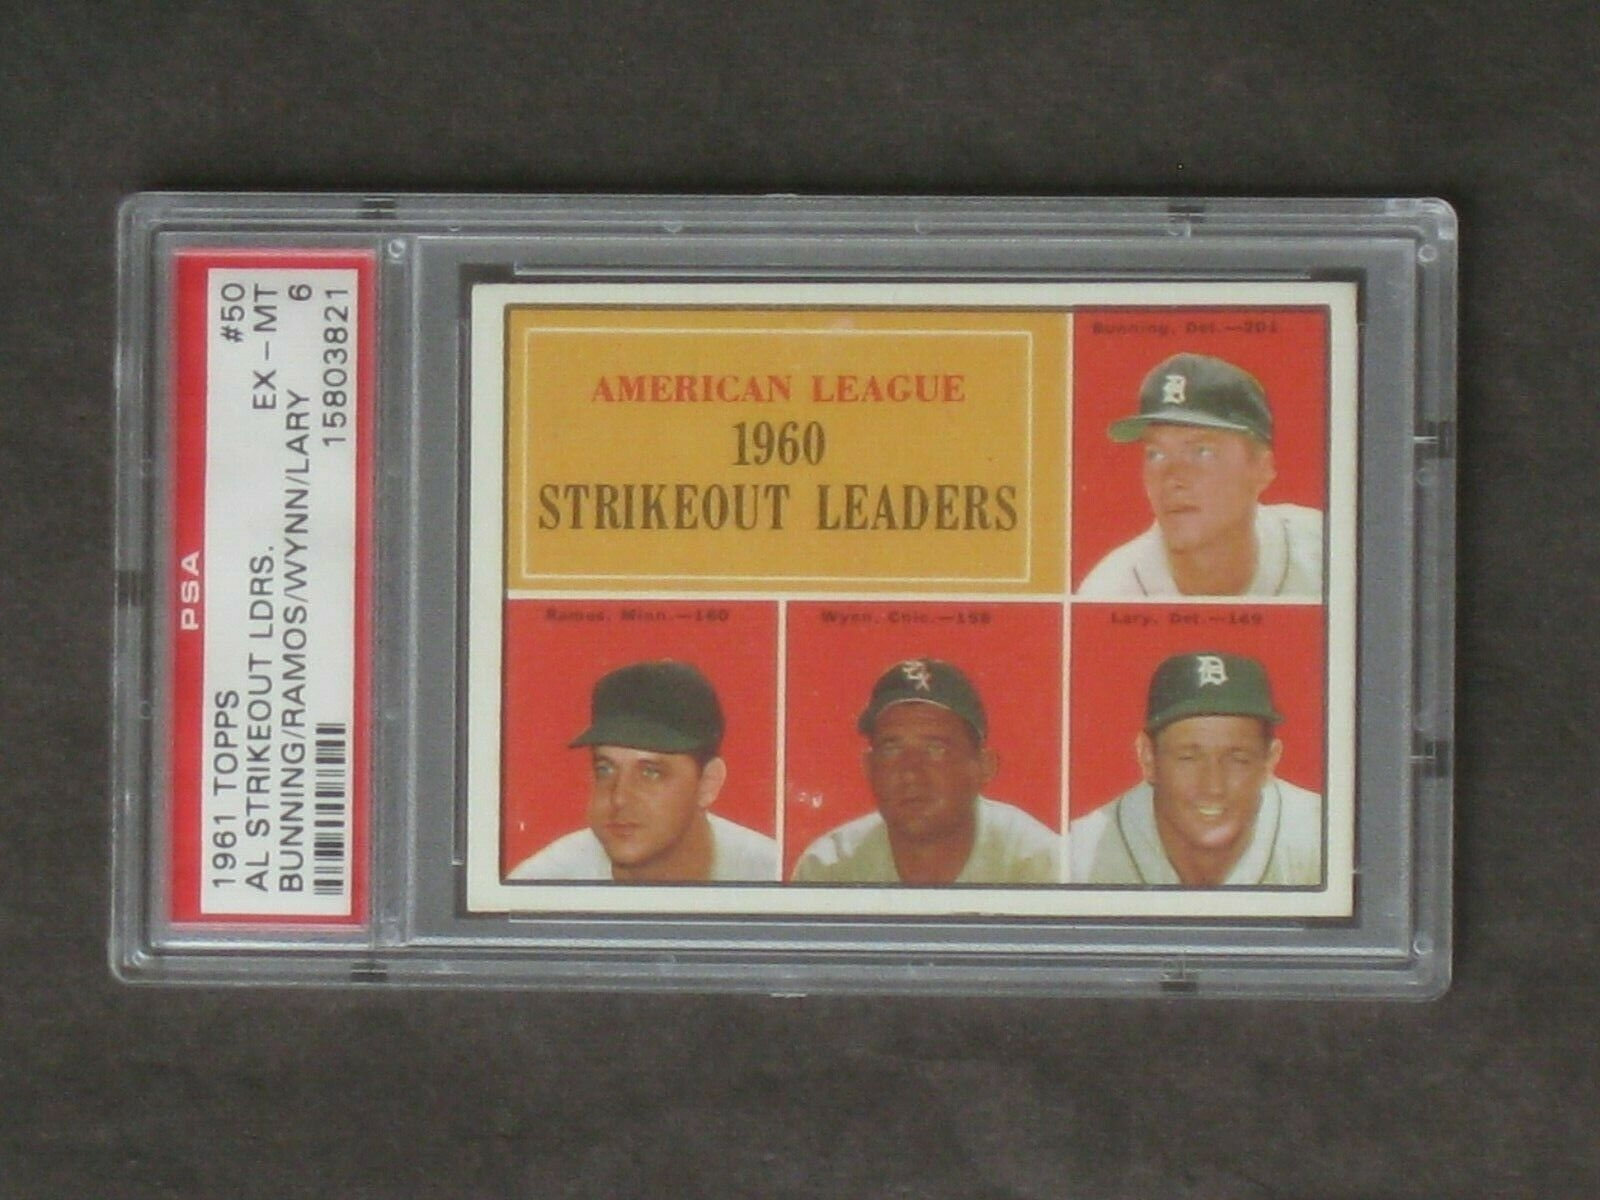 PSA
1961 TOPPS #50
AL STRIKEOUT LDRS. EX - MT
BUNNING/RAMOS/WYNN/LARY 6
15803821
AMERICAN LEAGUE
1960
STRIKEOUT LEADERS
Bunning, Det.—201
Ramos, Minn.—160
Wynn, Chic.—158
Lary, Det.—149
D
D